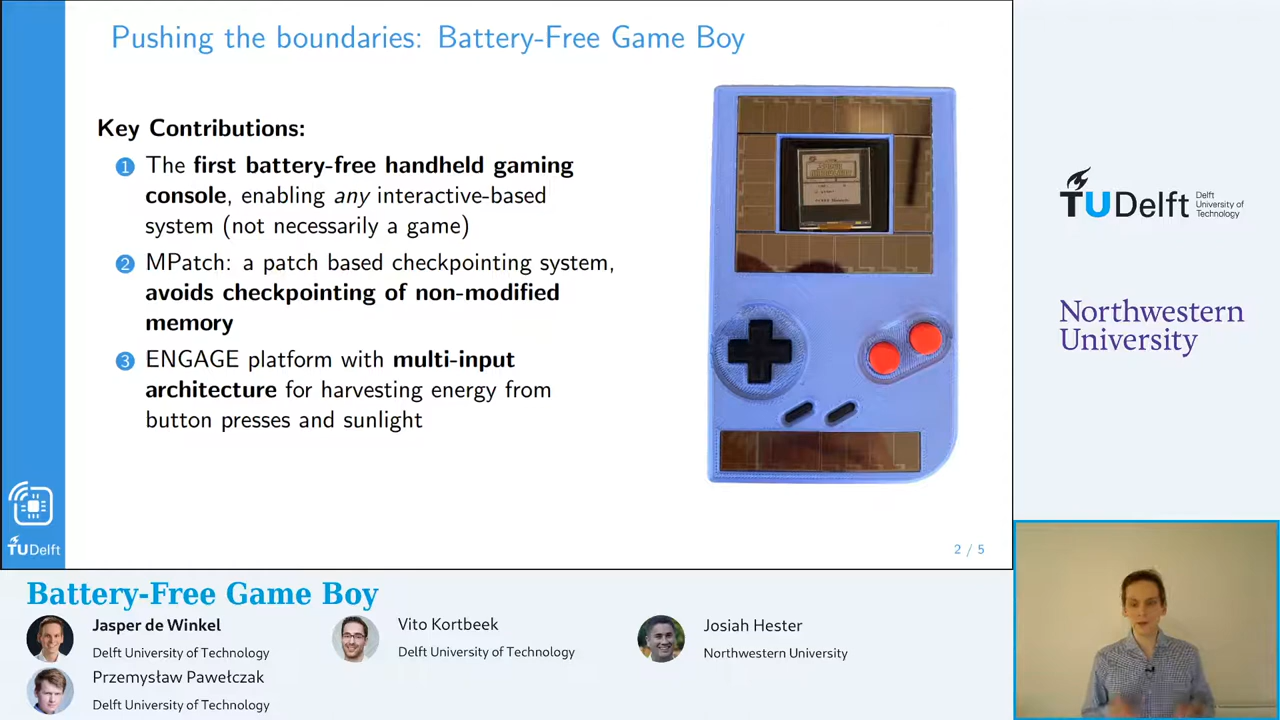 Pushing the boundaries: Battery-Free Game Boy
Key Contributions:
1 The first battery-free handheld gaming
console, enabling any interactive-based
system (not necessarily a game)
2 MPatch: a patch based checkpointing system,
avoids checkpointing of non-modified
memory
3 ENGAGE platform with multi-input
architecture for harvesting energy from
button presses and sunlight
TUDelft
2 / 5
TUDelft
Delft
University of
Technology
Northwestern
University
Battery-Free Game Boy
Jasper de Winkel
Delft University of Technology
Vito Kortbeek
Delft University of Technology
Josiah Hester
Northwestern University
Przemysław Pawełczak
Delft University of Technology